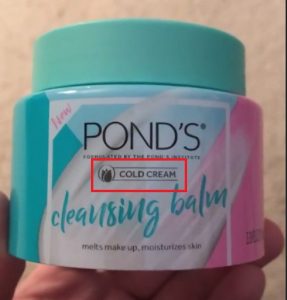 New
POND'S®
FORMULATED BY THE POND'S INSTITUTE
COLD CREAM
cleansing balm
melts make up, moisturizes skin